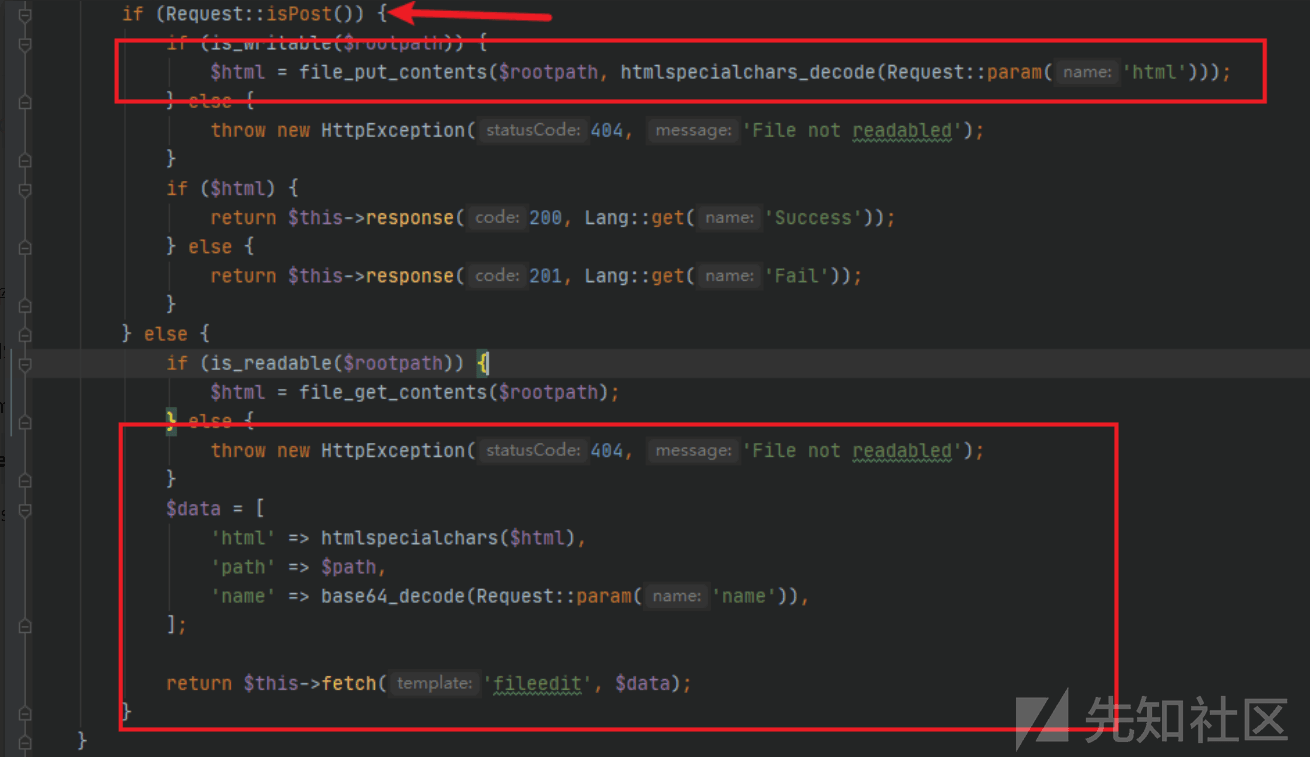 if (Request::isPost()) {
if (is_writable($rootpath)) {
$html = file_put_contents($rootpath, htmlspecialchars_decode(Request::param( name: 'html')));
} else {
throw new HttpException( statusCode: 404, message: 'File not readabled');
}
if ($html) {
return $this->response( code: 200, Lang::get( name: 'Success'));
} else {
return $this->response( code: 201, Lang::get( name: 'Fail'));
}
} else {
if (is_readable($rootpath)) {
$html = file_get_contents($rootpath);
} else {
throw new HttpException( statusCode: 404, message: 'File not readabled');
}
$data = [
'html' => htmlspecialchars($html),
'path' => $path,
'name' => base64_decode(Request::param( name: 'name')),
];
return $this->fetch( template: 'fileedit', $data);
}
}
先知社区